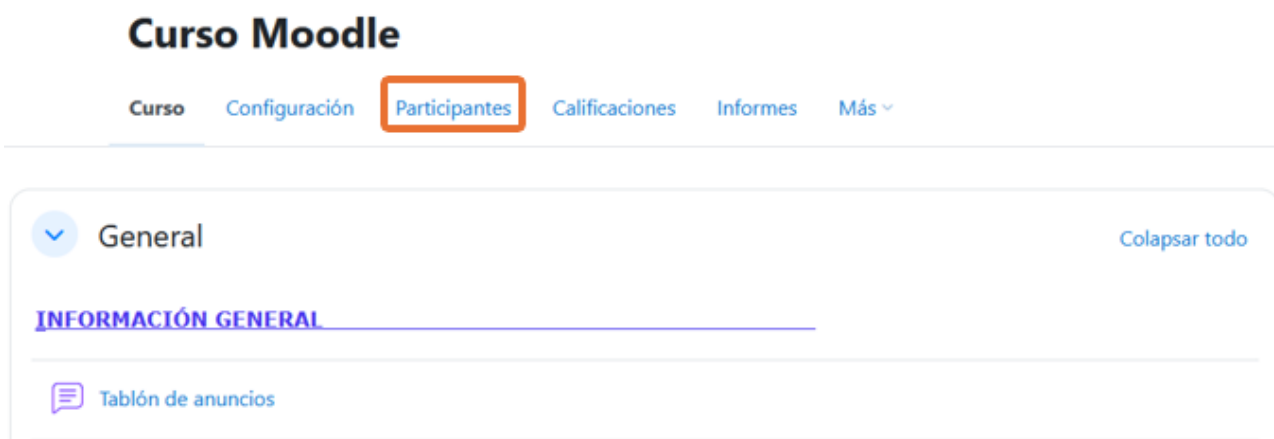 Curso Moodle
Curso Configuración Participantes Calificaciones Informes Más
General Colapsar todo
INFORMACIÓN GENERAL
Tablón de anuncios